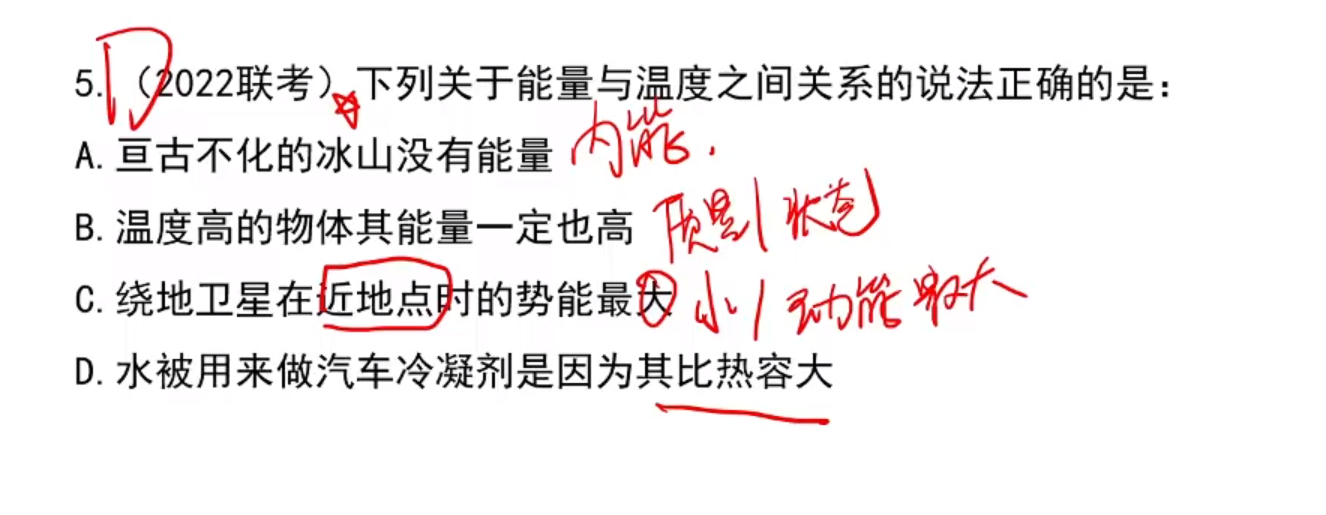 5. D（2022联考）下列关于能量与温度之间关系的说法正确的是：
A. 亘古不化的冰山没有能量 内能.
B. 温度高的物体其能量一定也高 质量 状态
C. 绕地卫星在近地点时的势能最大 小 动能最大
D. 水被用来做汽车冷凝剂是因为其比热容大